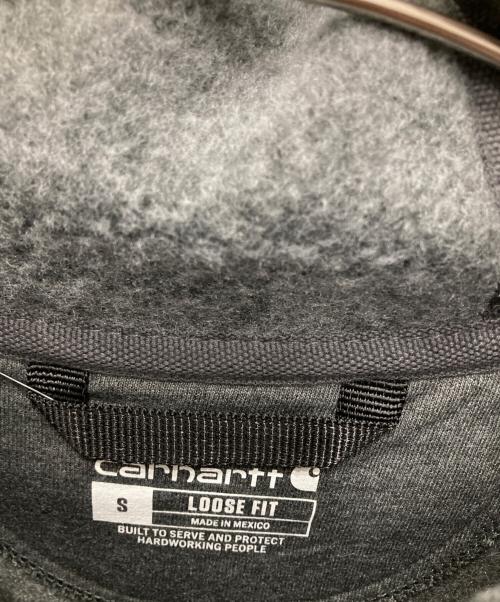 carhartt
S
LOOSE FIT
MADE IN MEXICO
BUILT TO SERVE AND PROTECT
HARDWORKING PEOPLE